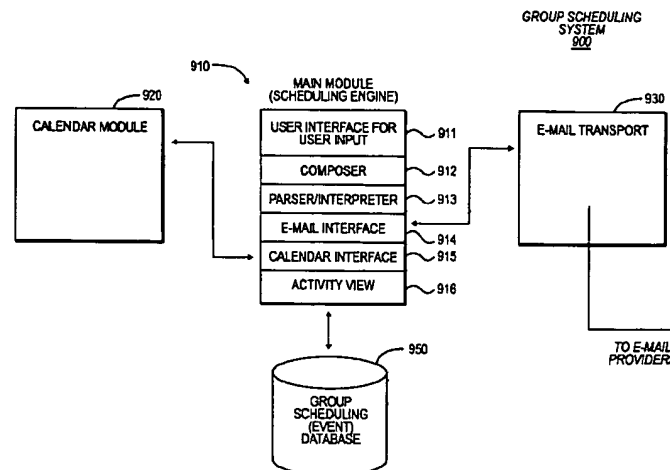 GROUP SCHEDULING
SYSTEM
900
910
920
CALENDAR MODULE
MAIN MODULE
(SCHEDULING ENGINE)
USER INTERFACE FOR
USER INPUT
911
COMPOSER
912
PARSER/INTERPRETER
913
E-MAIL INTERFACE
914
CALENDAR INTERFACE
915
ACTIVITY VIEW
916
930
E-MAIL TRANSPORT
TO E-MAIL
PROVIDER
950
GROUP
SCHEDULING
(EVENT)
DATABASE